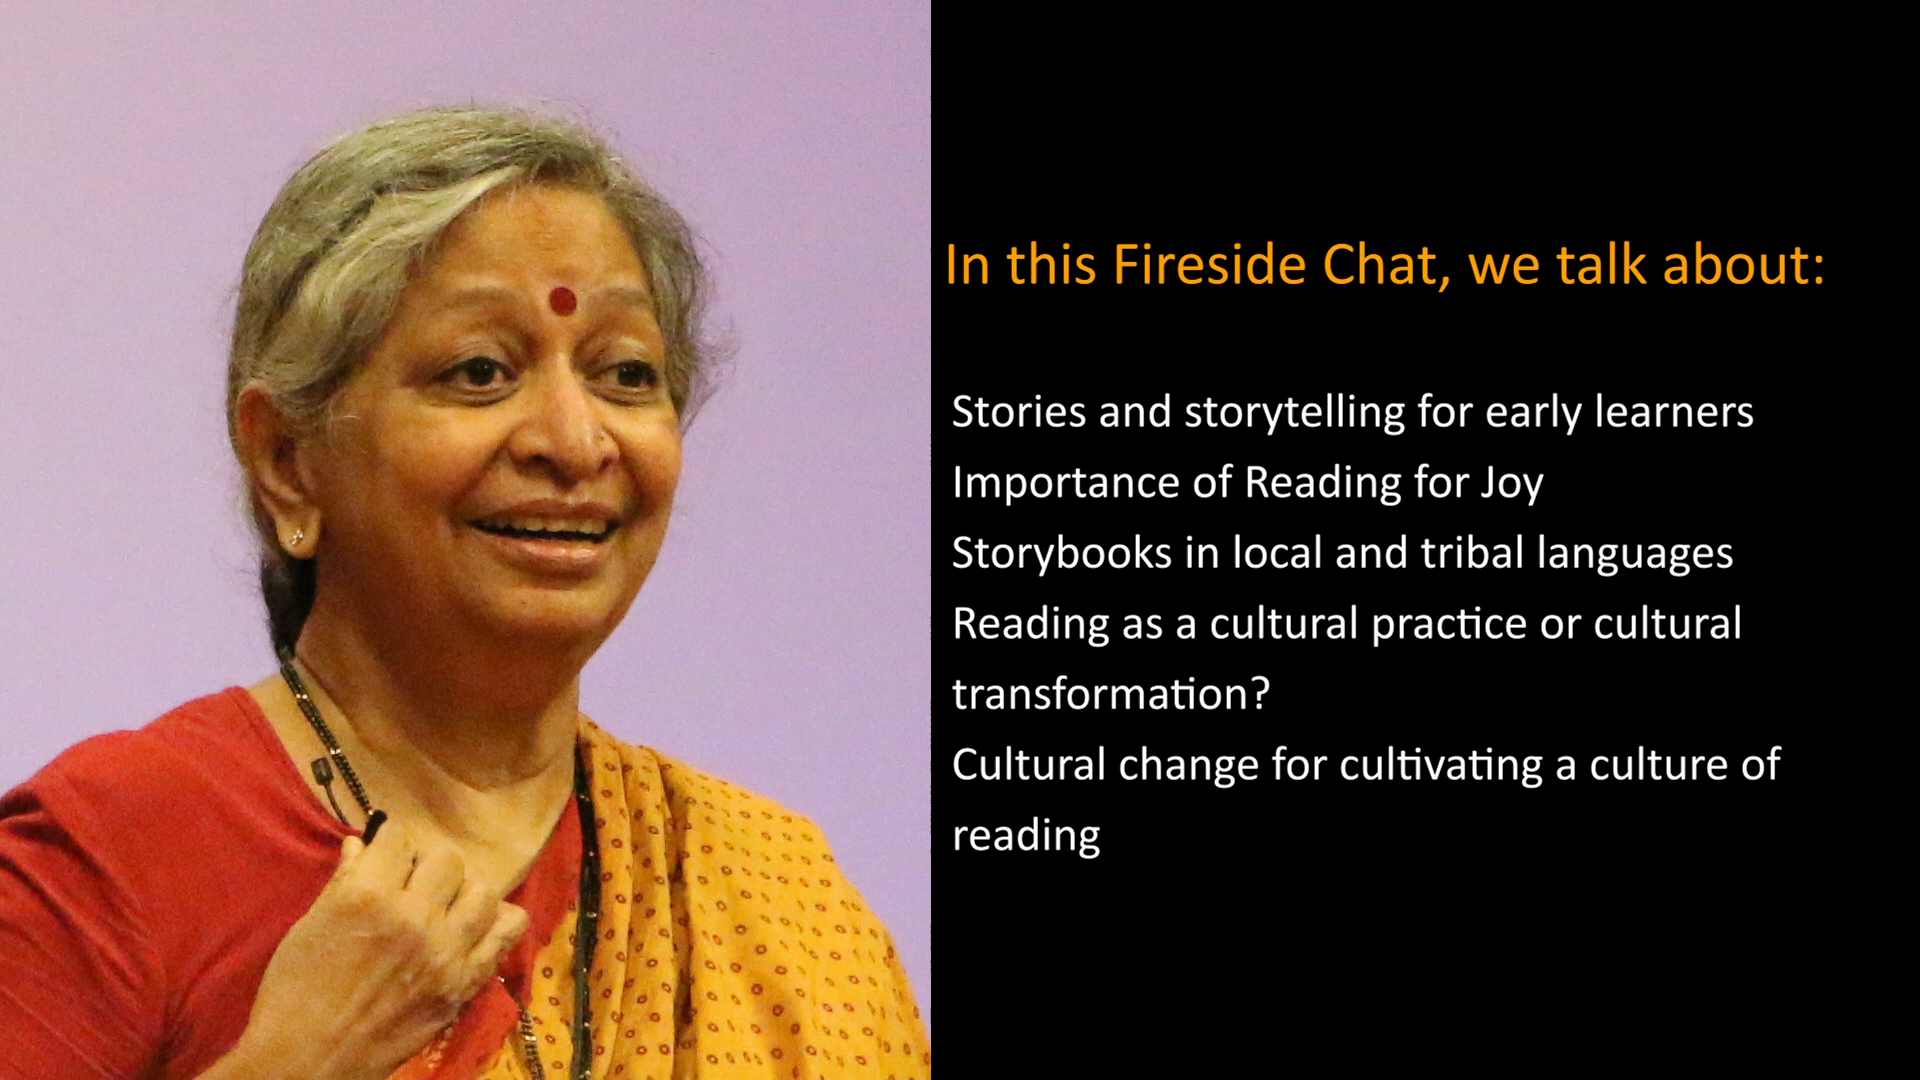 In this Fireside Chat, we talk about:
Stories and storytelling for early learners
Importance of Reading for Joy
Storybooks in local and tribal languages
Reading as a cultural practice or cultural
transformation?
Cultural change for cultivating a culture of
reading